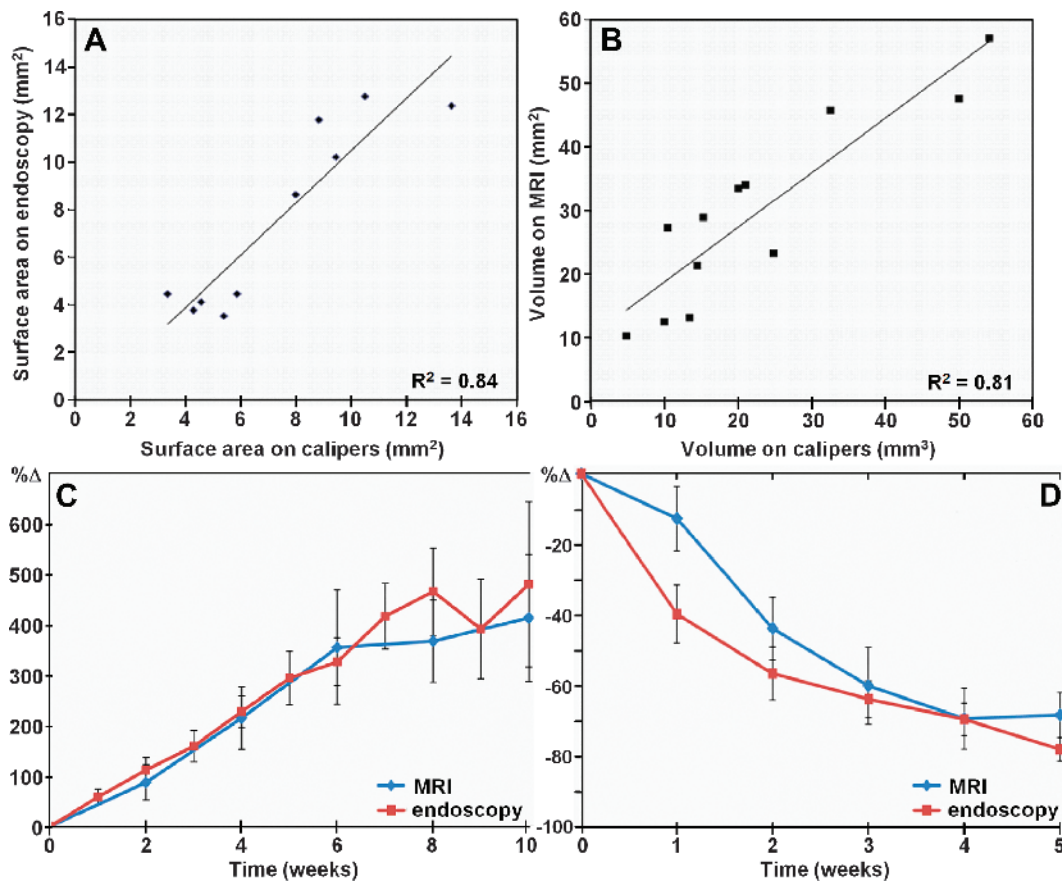 A
Surface area on endoscopy (mm²)
16
14
12
10
8
6
4
2
0
R² = 0.84
0 2 4 6 8 10 12 14 16
Surface area on calipers (mm²)
B
Volume on MRI (mm²)
60
50
40
30
20
10
0
R² = 0.81
0 10 20 30 40 50 60
Volume on calipers (mm³)
%Δ
C
600
500
400
300
200
100
0
MRI
endoscopy
0 2 4 6 8 10
Time (weeks)
%Δ
D
-20
-40
-60
-80
-100
MRI
endoscopy
0 1 2 3 4 5
Time (weeks)